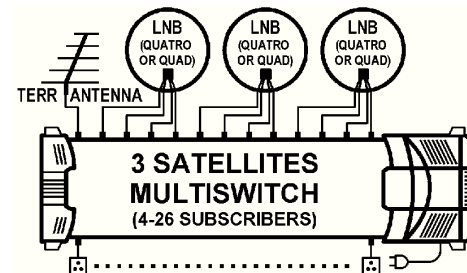 LNB
(QUATRO
OR QUAD)
LNB
(QUATRO
OR QUAD)
LNB
(QUATRO
OR QUAD)
TERR ANTENNA
3 SATELLITES
MULTISWITCH
(4-26 SUBSCRIBERS)